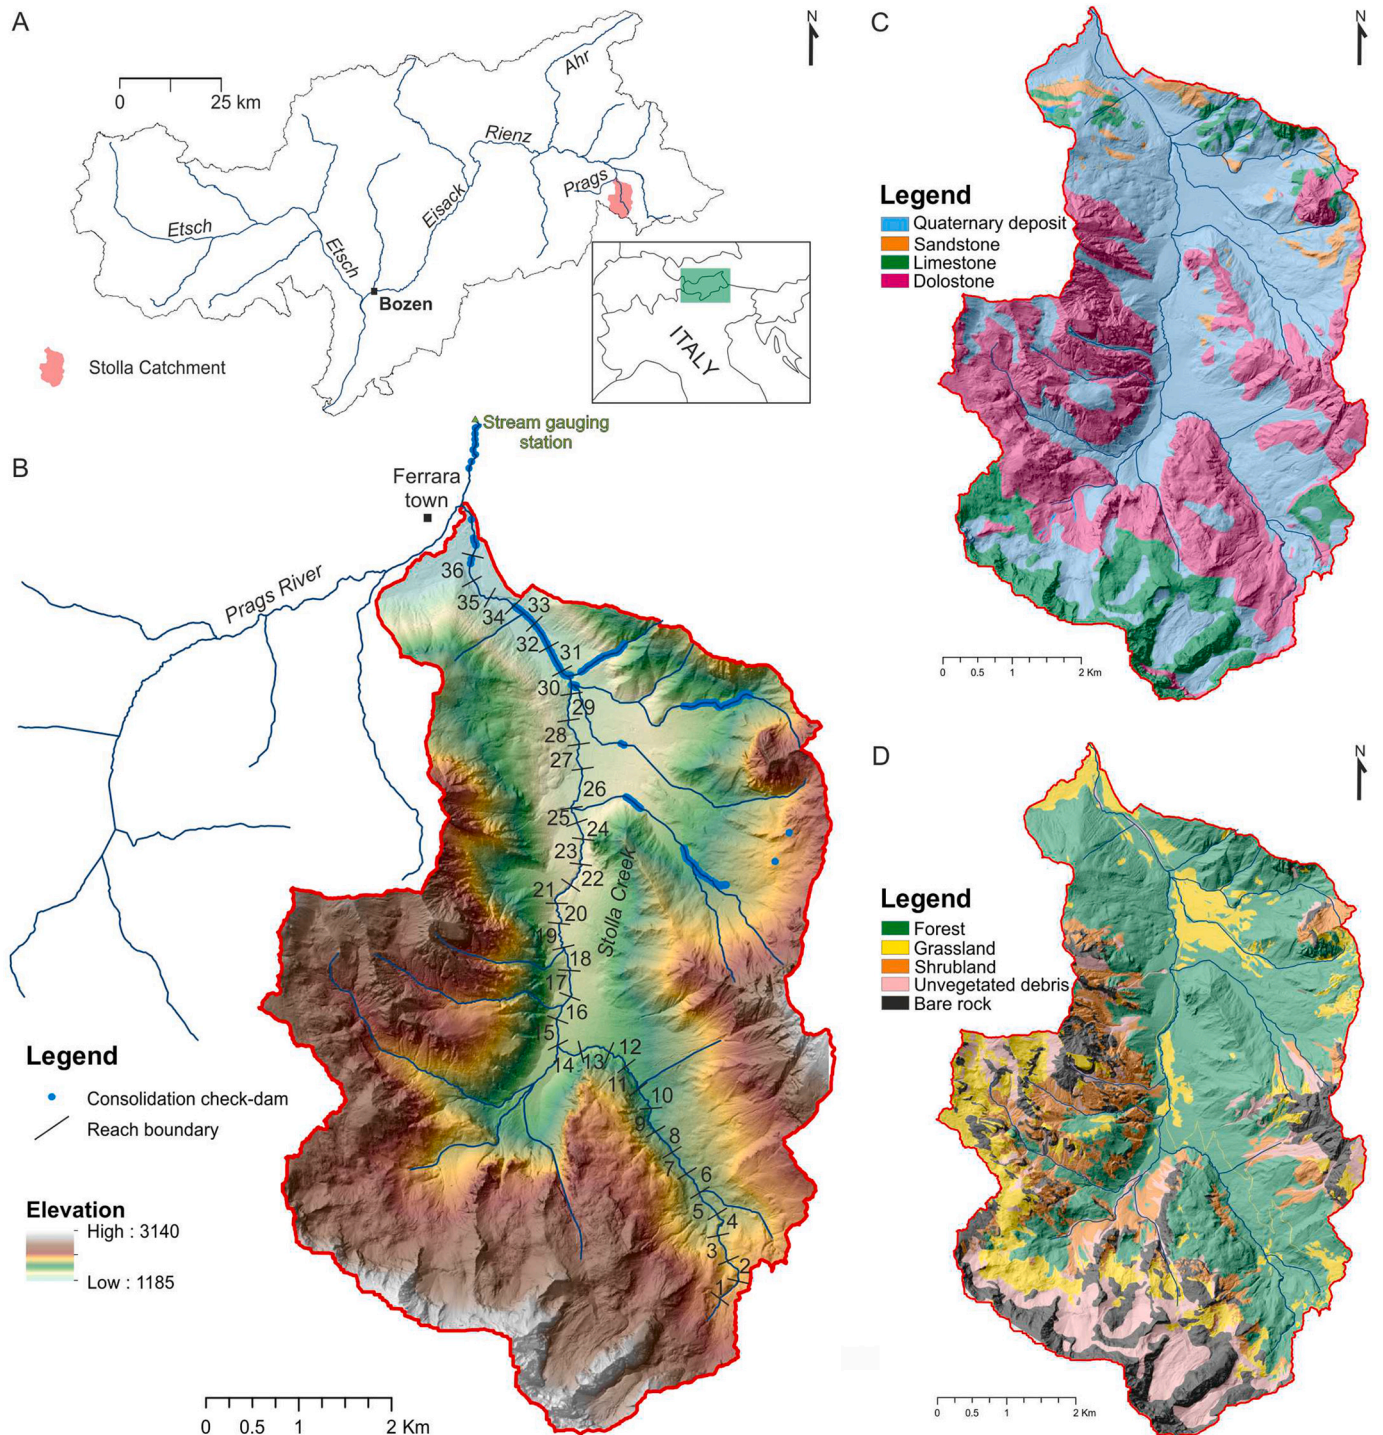 A
N
0 25 km
Ahr
Rienz
Prags
Eisack
Etsch
Etsch
Bozen
ITALY
Stolla Catchment
B
Stream gauging
station
Ferrara
town
Prags River
36
35
34
33
32
31
30
29
28
27
26
25
24
23
22
21
20
19
18
17
16
5
14
13
12
11
10
9
8
7
6
5
4
3
2
1
Stolla Creek
Legend
Consolidation check-dam
Reach boundary
Elevation
High : 3140
Low : 1185
0 0.5 1 2 Km
C
N
Legend
Quaternary deposit
Sandstone
Limestone
Dolostone
0 0.5 1 2 Km
D
N
Legend
Forest
Grassland
Shrubland
Unvegetated debris
Bare rock
0 0.5 1 2 Km